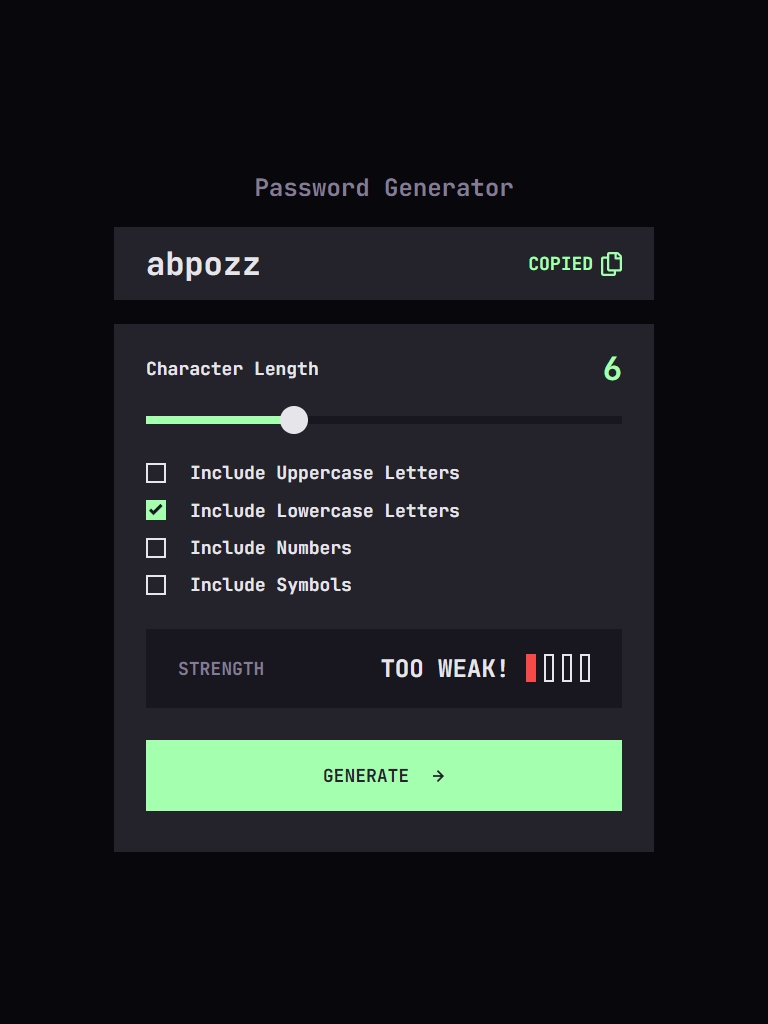 Password Generator
abpozz
COPIED
Character Length
6
Include Uppercase Letters
Include Lowercase Letters
Include Numbers
Include Symbols
STRENGTH
TOO WEAK!
GENERATE →